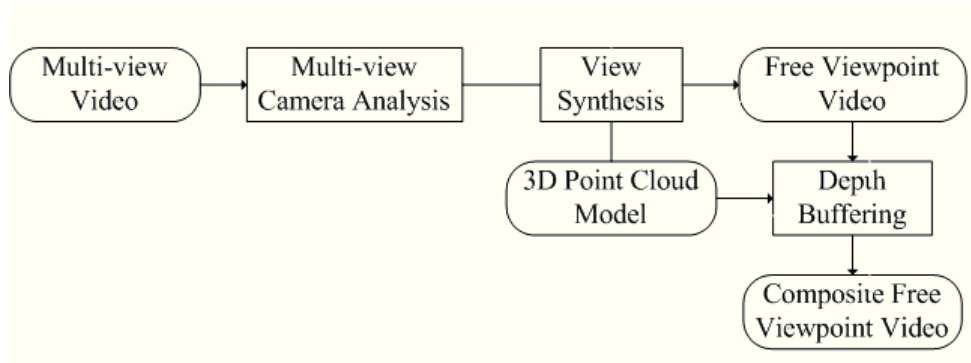 Multi-view
Video
Multi-view
Camera Analysis
View
Synthesis
Free Viewpoint
Video
3D Point Cloud
Model
Depth
Buffering
Composite Free
Viewpoint Video